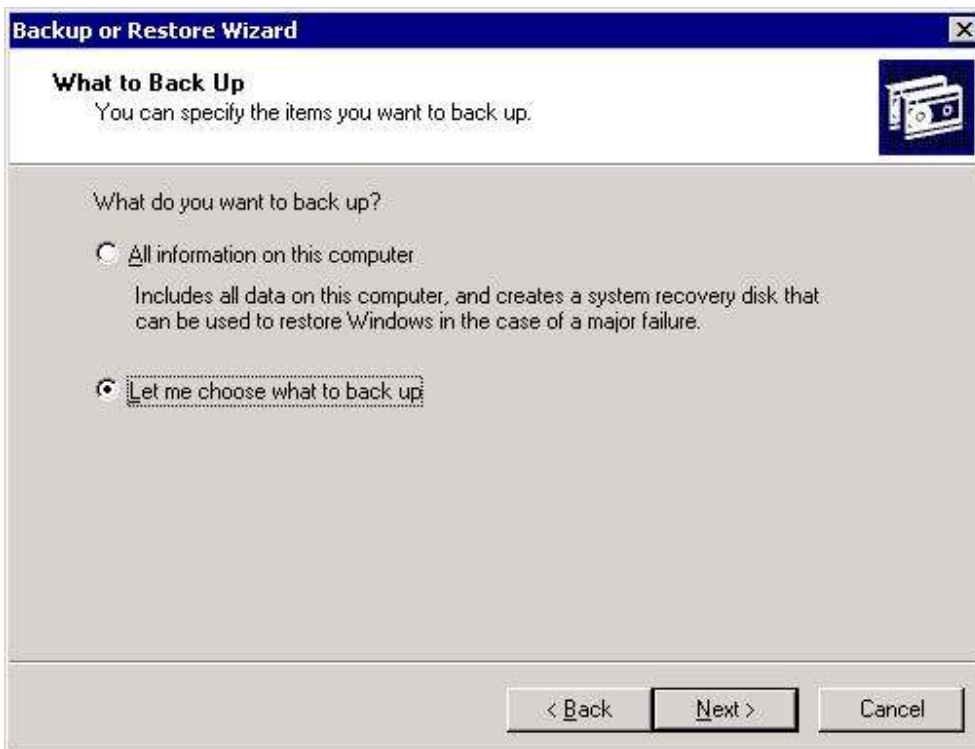 Backup or Restore Wizard
What to Back Up
You can specify the items you want to back up.
What do you want to back up?
All information on this computer
Includes all data on this computer, and creates a system recovery disk that
can be used to restore Windows in the case of a major failure.
Let me choose what to back up
< Back
Next >
Cancel